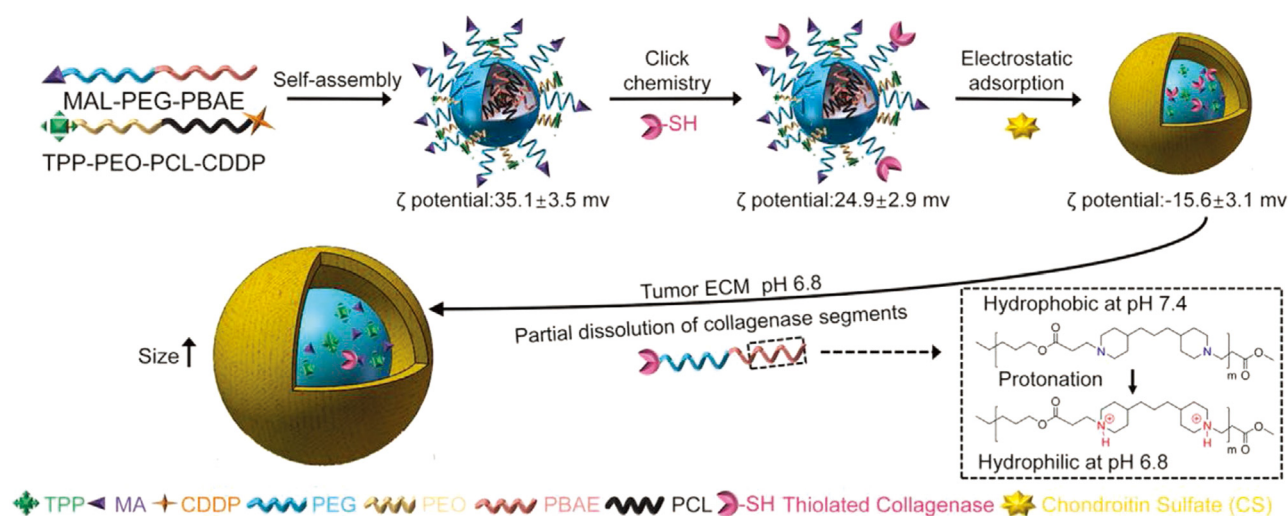 Self-assembly
Click
chemistry
-SH
Electrostatic
adsorption
MAL-PEG-PBAE
TPP-PEO-PCL-CDDP
ζ potential:35.1±3.5 mv
ζ potential:24.9±2.9 mv
ζ potential:-15.6±3.1 mv
Tumor ECM pH 6.8
Partial dissolution of collagenase segments
Size
Hydrophobic at pH 7.4
O
O
N
N
m
O
O
Protonation
O
O
N
H
N
H
m
O
O
Hydrophilic at pH 6.8
TPP MA CDDP PEG PEO PBAE PCL -SH Thiolated Collagenase Chondroitin Sulfate (CS)